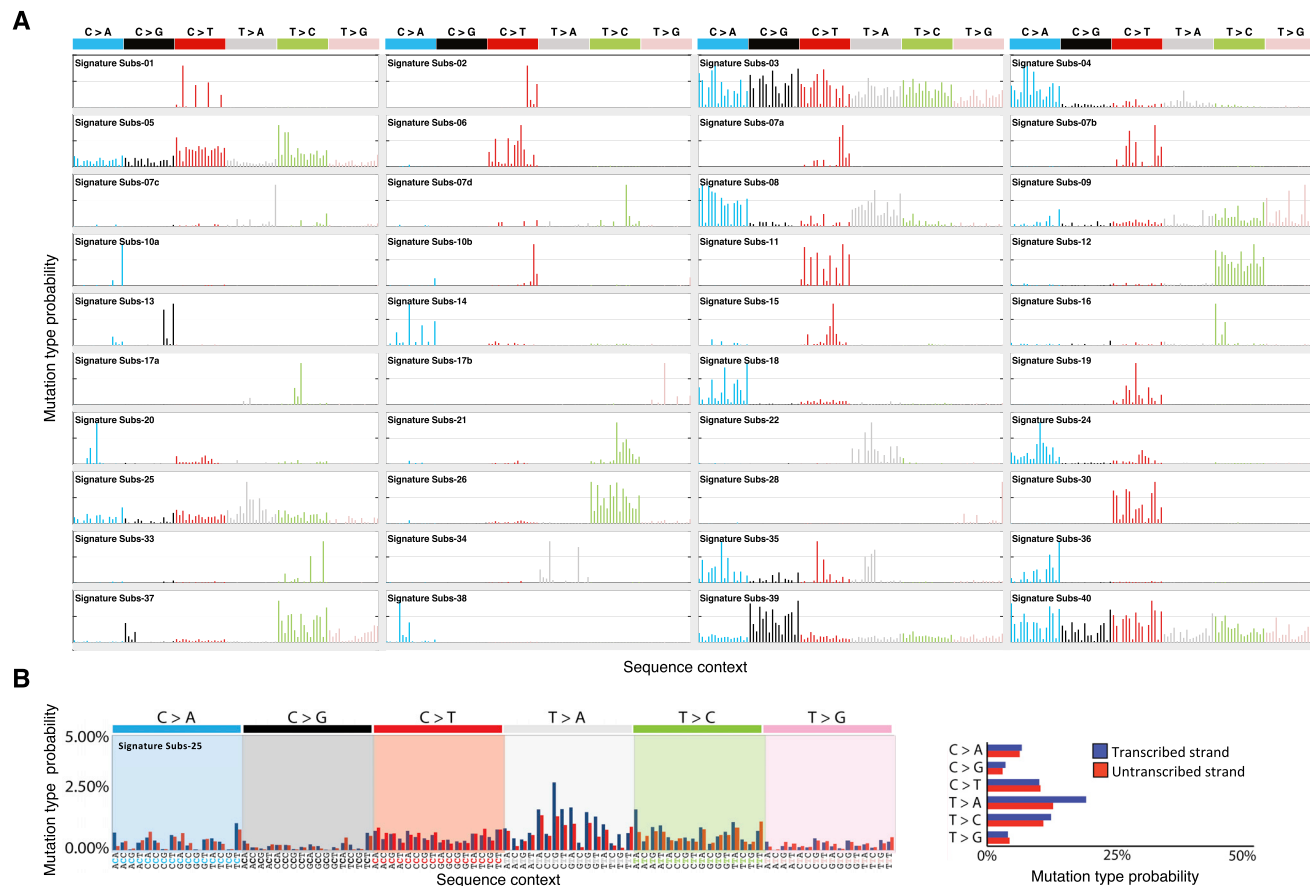 A
C > A C > G C > T T > A T > C T > G C > A C > G C > T T > A T > C T > G C > A C > G C > T T > A T > C T > G C > A C > G C > T T > A T > C T > G
Signature Subs-01 Signature Subs-02 Signature Subs-03 Signature Subs-04
Signature Subs-05 Signature Subs-06 Signature Subs-07a Signature Subs-07b
Signature Subs-07c Signature Subs-07d Signature Subs-08 Signature Subs-09
Signature Subs-10a Signature Subs-10b Signature Subs-11 Signature Subs-12
Signature Subs-13 Signature Subs-14 Signature Subs-15 Signature Subs-16
Signature Subs-17a Signature Subs-17b Signature Subs-18 Signature Subs-19
Signature Subs-20 Signature Subs-21 Signature Subs-22 Signature Subs-24
Signature Subs-25 Signature Subs-26 Signature Subs-28 Signature Subs-30
Signature Subs-33 Signature Subs-34 Signature Subs-35 Signature Subs-36
Signature Subs-37 Signature Subs-38 Signature Subs-39 Signature Subs-40
Mutation type probability
Sequence context
B
C > A C > G C > T T > A T > C T > G
Signature Subs-25
5.00%
2.50%
0.00%
Mutation type probability
Sequence context
C > A
C > G
C > T
T > A
T > C
T > G
Transcribed strand
Untranscribed strand
0% 25% 50%
Mutation type probability